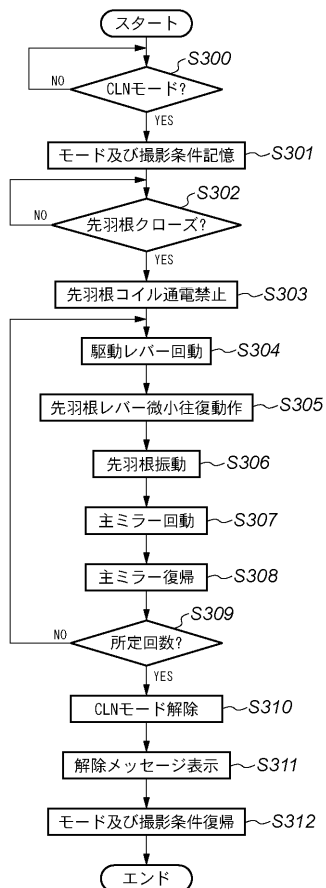 スタート
S300
CLNモード?
NO
YES
モード及び撮影条件記憶
S301
S302
先羽根クローズ?
NO
YES
先羽根コイル通電禁止
S303
駆動レバー回動
S304
先羽根レバー微小往復動作
S305
先羽根振動
S306
主ミラー回動
S307
主ミラー復帰
S308
S309
所定回数?
NO
YES
CLNモード解除
S310
解除メッセージ表示
S311
モード及び撮影条件復帰
S312
エンド